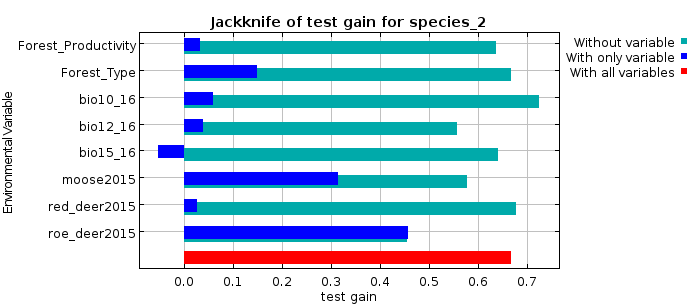 Jackknife of test gain for species_2
Environmental Variable
Forest_Productivity
Forest_Type
bio10_16
bio12_16
bio15_16
moose2015
red_deer2015
roe_deer2015
Without variable
With only variable
With all variables
0.0 0.1 0.2 0.3 0.4 0.5 0.6 0.7
test gain